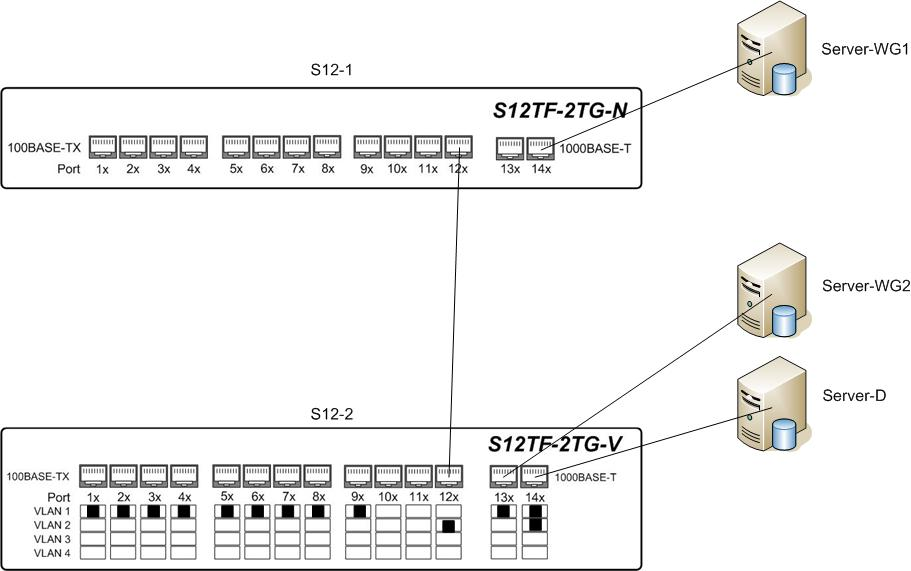 Server-WG1
S12-1
S12TF-2TG-N
100BASE-TX 1000BASE-T
Port 1x 2x 3x 4x 5x 6x 7x 8x 9x 10x 11x 12x 13x 14x
Server-WG2
Server-D
S12-2
S12TF-2TG-V
100BASE-TX 1000BASE-T
Port 1x 2x 3x 4x 5x 6x 7x 8x 9x 10x 11x 12x 13x 14x
VLAN 1
VLAN 2
VLAN 3
VLAN 4